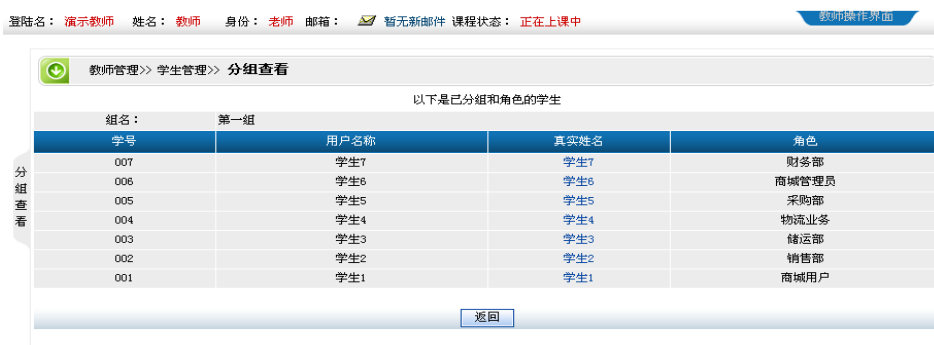 登陆名： 演示教师 姓名： 教师 身份： 老师 邮箱： 暂无新邮件 课程状态： 正在上课中 教师操作界面
教师管理>> 学生管理>> 分组查看
以下是已分组和角色的学生
组名： 第一组
学号 用户名称 真实姓名 角色
007 学生7 学生7 财务部
006 学生6 学生6 商城管理员
005 学生5 学生5 采购部
004 学生4 学生4 物流业务
003 学生3 学生3 储运部
002 学生2 学生2 销售部
001 学生1 学生1 商城用户
分组查看
返回